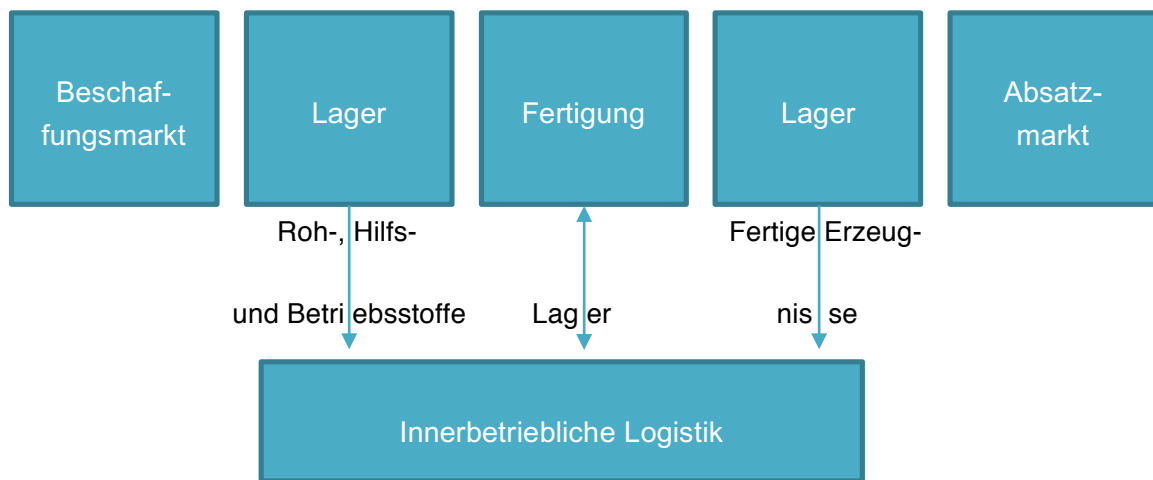 Beschaf-
fungsmarkt
Lager
Fertigung
Lager
Absatz-
markt
Roh-, Hilfs-
und Betriebsstoffe
Lager
Fertige Erzeug-
nisse
Innerbetriebliche Logistik